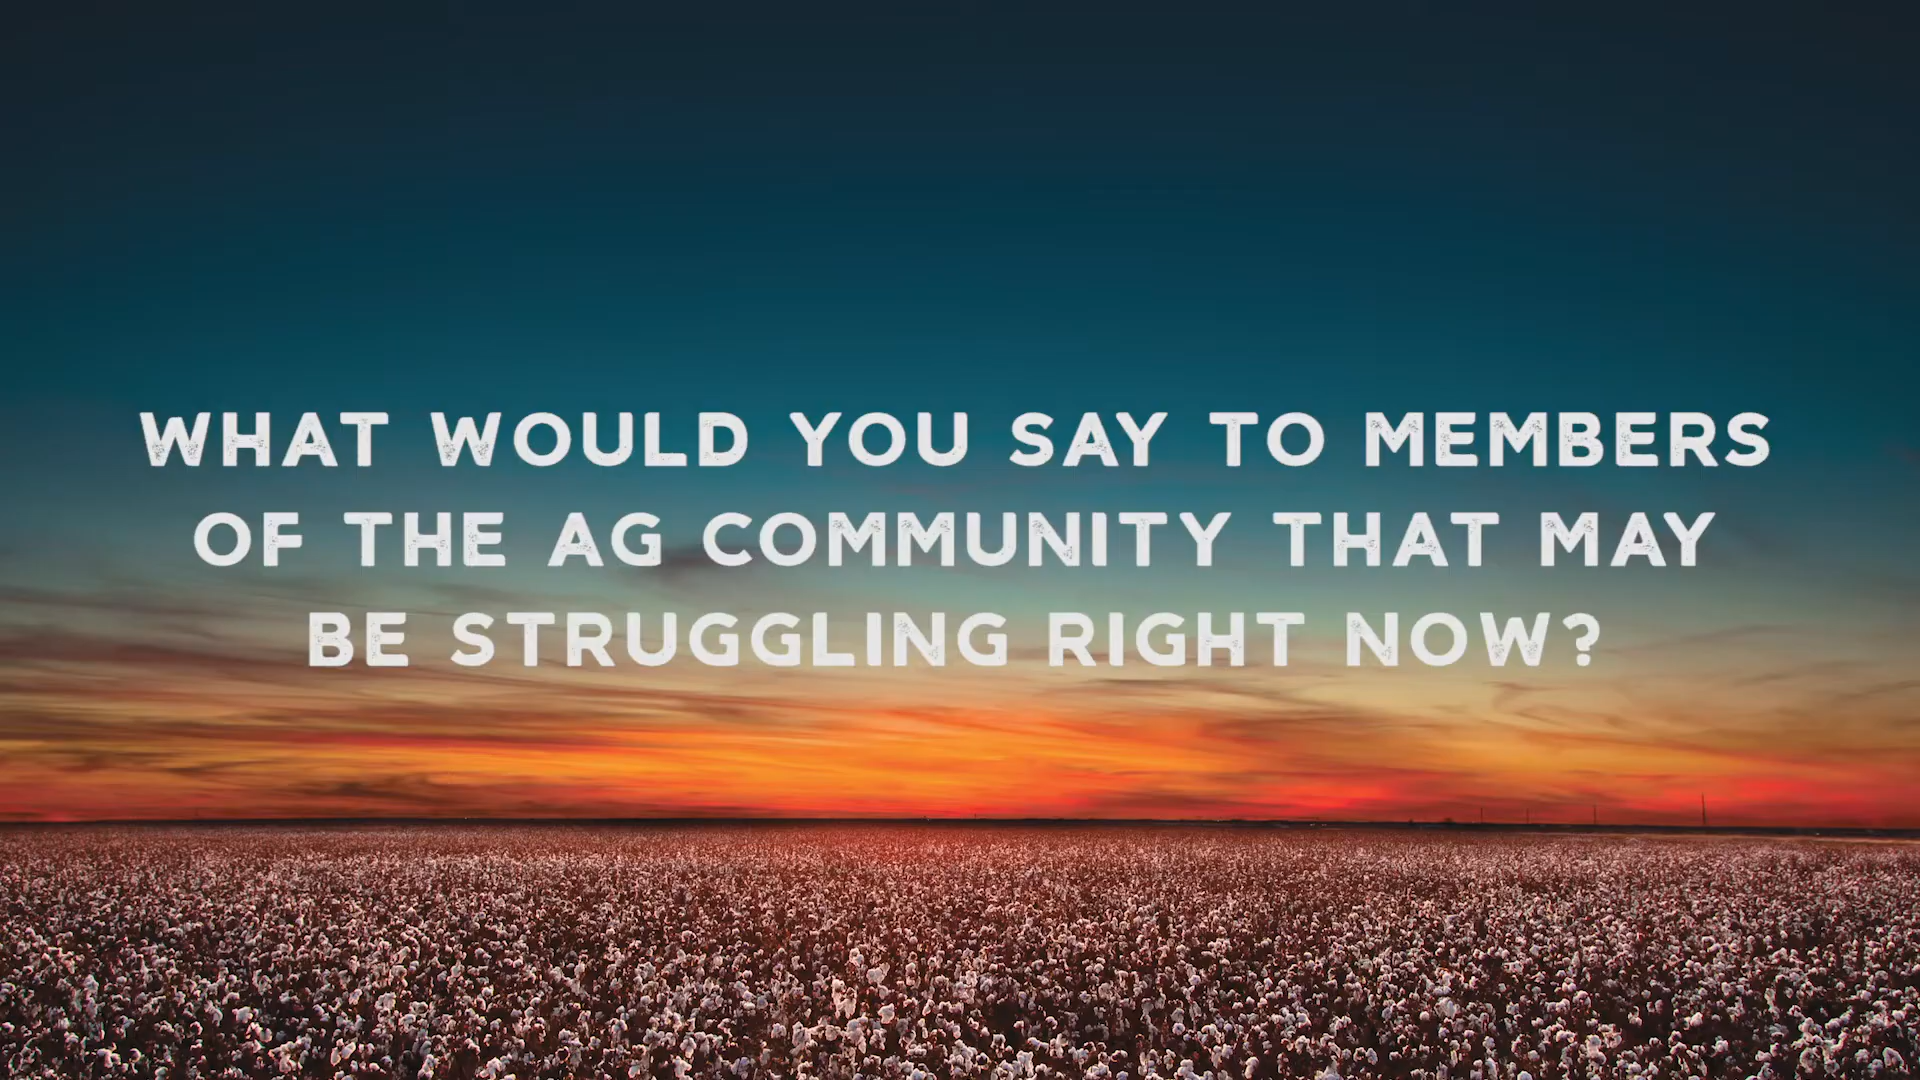 WHAT WOULD YOU SAY TO MEMBERS
OF THE AG COMMUNITY THAT MAY
BE STRUGGLING RIGHT NOW?